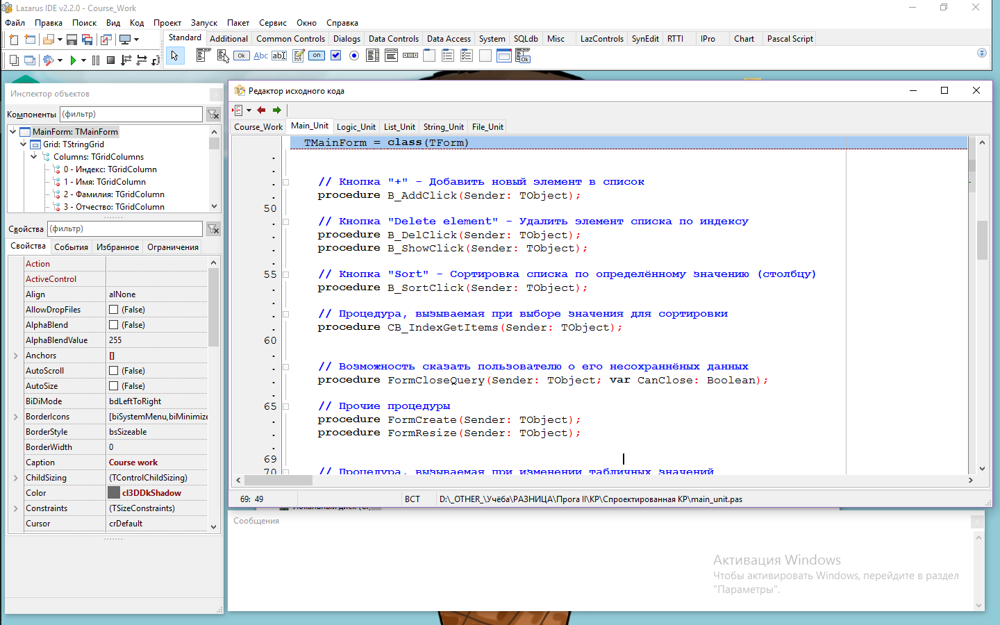 Lazarus IDE v2.2.0 - Course_Work
Файл Правка Поиск Вид Код Проект Запуск Пакет Сервис Окно Справка
Standard Additional Common Controls Dialogs Data Controls Data Access System SQLdb Misc LazControls SynEdit RTTI IPro Chart Pascal Script
Ok Abc ab on Ok
Инспектор объектов
Компоненты (фильтр)
MainForm: TMainForm
Grid: TStringGrid
Columns: TGridColumns
0 - Индекс: TGridColumn
1 - Имя: TGridColumn
2 - Фамилия: TGridColumn
3 - Отчество: TGridColumn
Свойства (фильтр)
Свойства События Избранное Ограничения
Action
ActiveControl
Align alNone
AllowDropFiles (False)
AlphaBlend (False)
AlphaBlendValue 255
Anchors []
AutoScroll (False)
AutoSize (False)
BiDiMode bdLeftToRight
BorderIcons [biSystemMenu,biMinimize
BorderStyle bsSizeable
BorderWidth 0
Caption Course work
ChildSizing (TControlChildSizing)
Color cl3DDkShadow
Constraints (TSizeConstraints)
Cursor crDefault
Редактор исходного кода
Course_Work Main_Unit Logic_Unit List_Unit String_Unit File_Unit
TMainForm = class(TForm)
// Кнопка "+" - Добавить новый элемент в список
procedure B_AddClick(Sender: TObject);
50
// Кнопка "Delete element" - Удалить элемент списка по индексу
procedure B_DelClick(Sender: TObject);
procedure B_ShowClick(Sender: TObject);
55 // Кнопка "Sort" - Сортировка списка по определённому значению (столбцу)
procedure B_SortClick(Sender: TObject);
// Процедура, вызываемая при выборе значения для сортировки
procedure CB_IndexGetItems(Sender: TObject);
60
// Возможность сказать пользователю о его несохраннёных данных
procedure FormCloseQuery(Sender: TObject; var CanClose: Boolean);
65 // Прочие процедуры
procedure FormCreate(Sender: TObject);
procedure FormResize(Sender: TObject);
69
70 // Процедура, вызываемая при изменении табличных значений
69: 49 ВСТ D:\_OTHER_\Учёба\РАЗНИЦА\Прога II\КР\Спроектированная КР\main_unit.pas
Локальный диск (C:)
Сообщения
Активация Windows
Чтобы активировать Windows, перейдите в раздел
"Параметры".